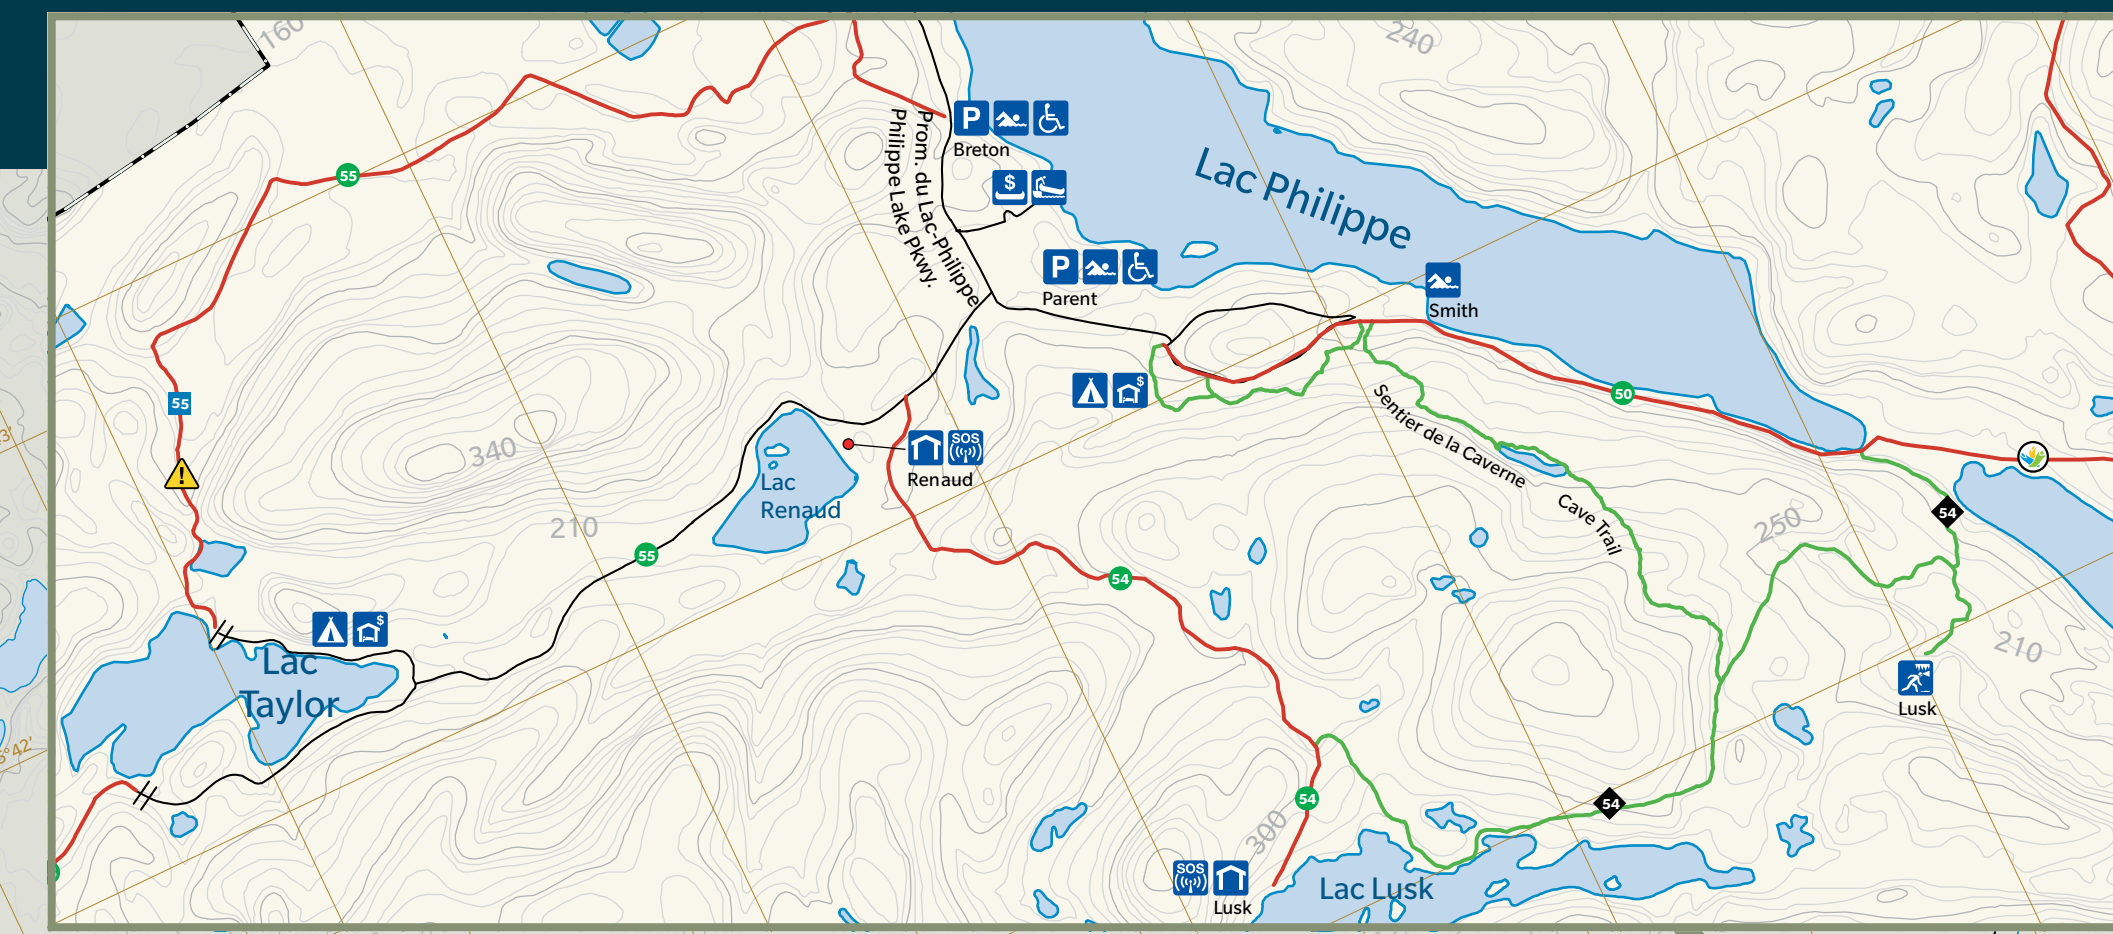 160
240
55
P
Breton
$
Prom. du Lac-Philippe
Philippe Lake Pkwy.
Lac Philippe
P
Parent
Smith
55
$
50
Sentier de la Caverne
Cave Trail
340
SOS
Renaud
Lac
Renaud
210
55
54
54
250
$
Lac
Taylor
210
Lusk
54
54
300
SOS
Lusk
Lac Lusk